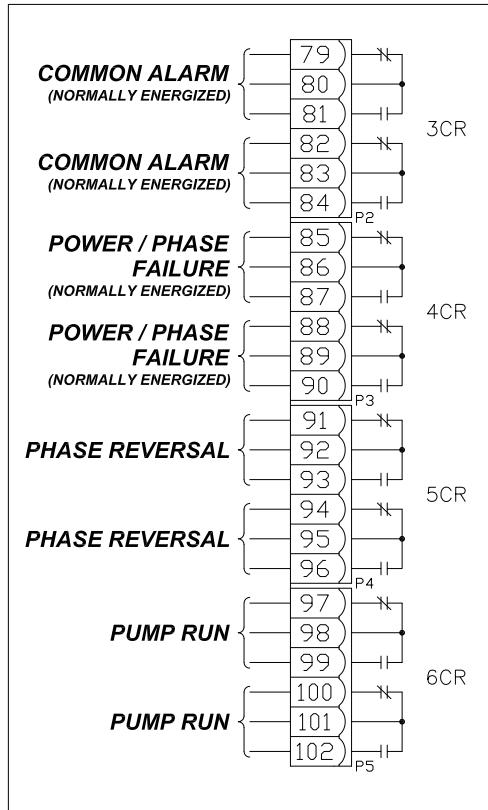 79
COMMON ALARM
(NORMALLY ENERGIZED)
80
81
3CR
82
COMMON ALARM
(NORMALLY ENERGIZED)
83
84
P2
85
POWER / PHASE
FAILURE
(NORMALLY ENERGIZED)
86
87
4CR
88
POWER / PHASE
FAILURE
(NORMALLY ENERGIZED)
89
90
P3
91
PHASE REVERSAL
92
93
5CR
94
PHASE REVERSAL
95
96
P4
97
PUMP RUN
98
99
6CR
100
PUMP RUN
101
102
P5